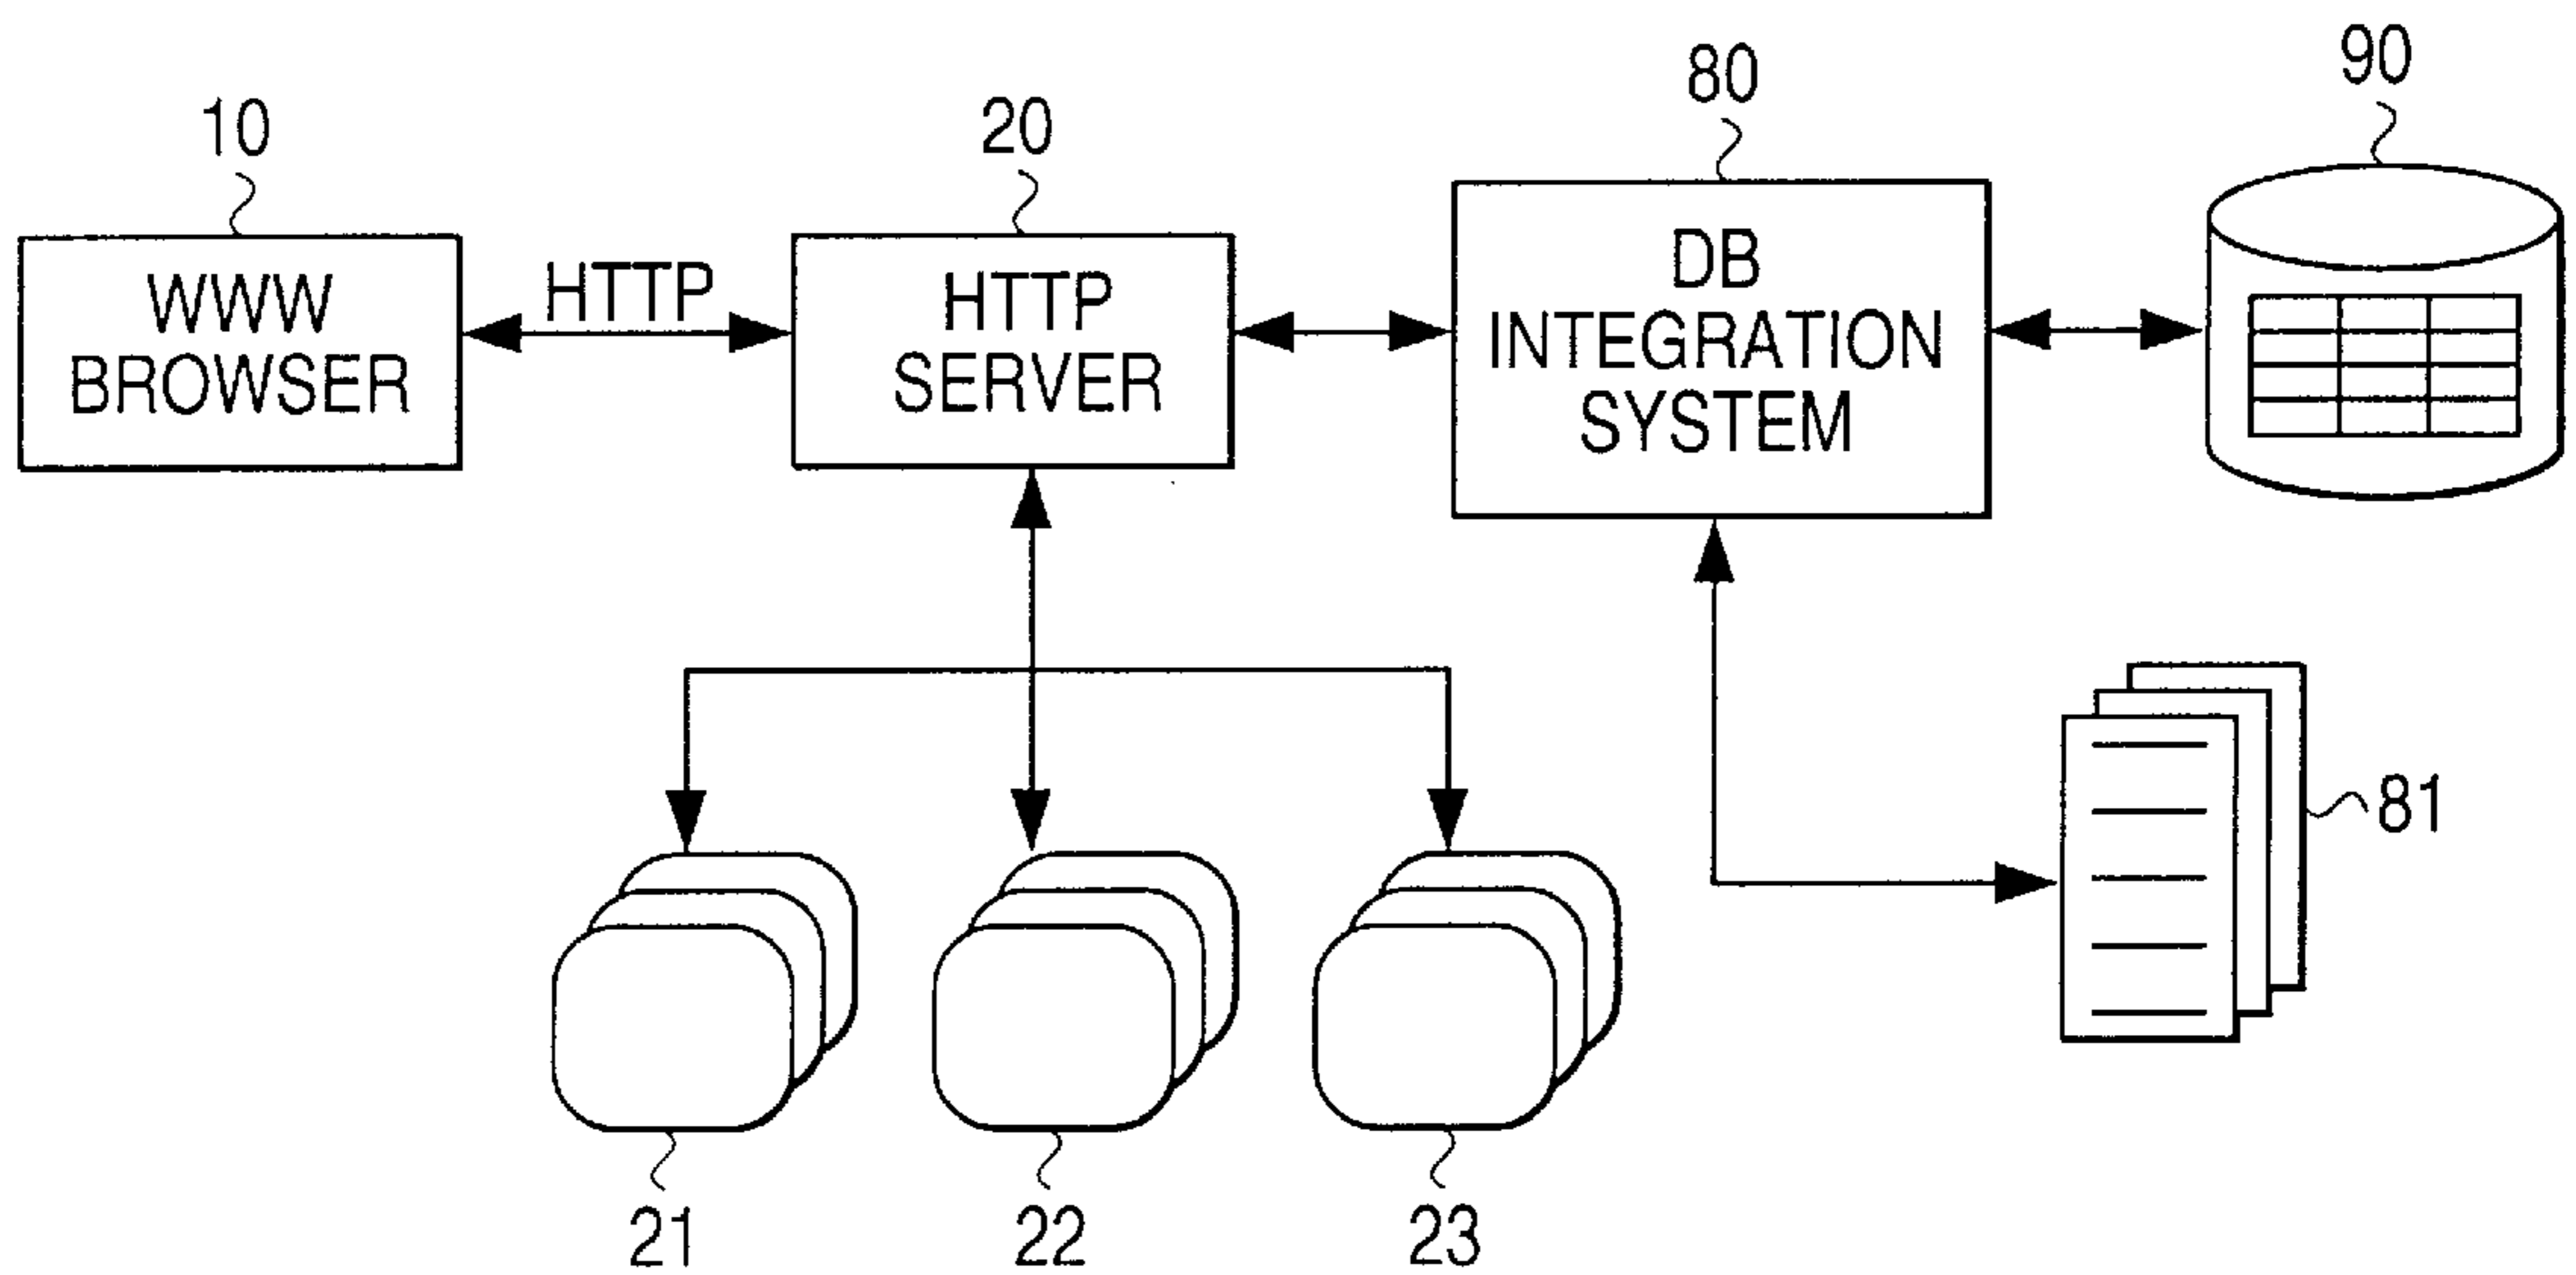 10
20
80
90
WWW
BROWSER
HTTP
HTTP
SERVER
DB
INTEGRATION
SYSTEM
81
21
22
23